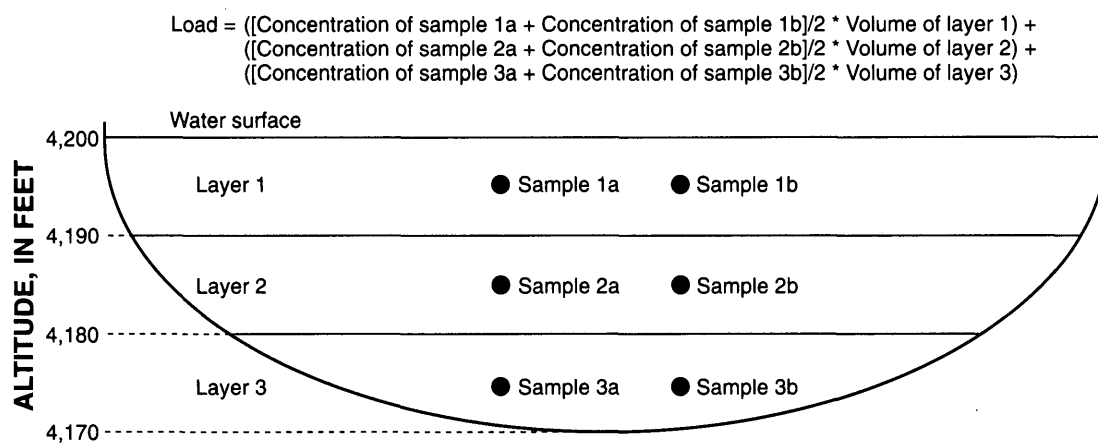 Load = ([Concentration of sample 1a + Concentration of sample 1b]/2 * Volume of layer 1) +
([Concentration of sample 2a + Concentration of sample 2b]/2 * Volume of layer 2) +
([Concentration of sample 3a + Concentration of sample 3b]/2 * Volume of layer 3)
Water surface
4,200
Layer 1
Sample 1a
Sample 1b
4,190
Layer 2
Sample 2a
Sample 2b
4,180
Layer 3
Sample 3a
Sample 3b
4,170
ALTITUDE, IN FEET